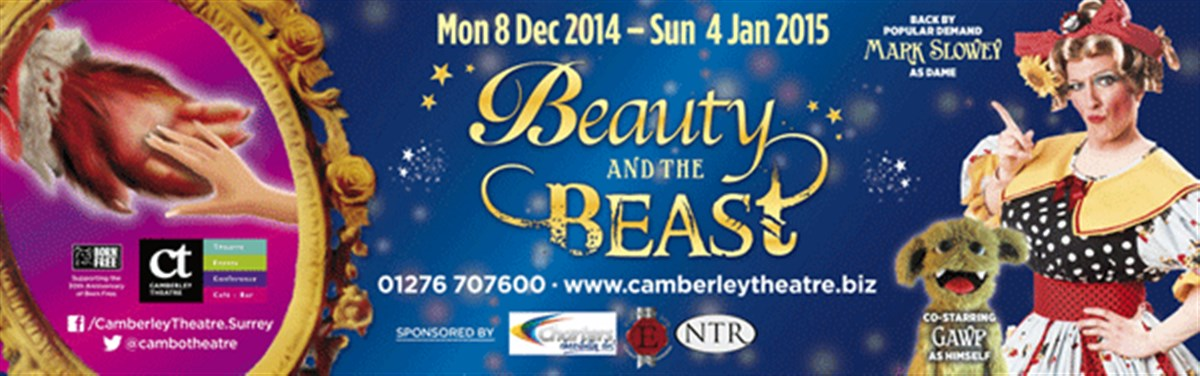 Mon 8 Dec 2014 – Sun 4 Jan 2015
Beauty
AND THE
BEAST
01276 707600 · www.camberleytheatre.biz
SPONSORED BY
E
NTR
BACK BY
POPULAR DEMAND
MARK SLOWEY
AS DAME
CO-STARRING
GAWP
AS HIMSELF
BORN
FREE
Supporting the
30th Anniversary
of Born Free
ct
CAMBERLEY
THEATRE
Theatre
Events
Conference
Café · Bar
/CamberleyTheatre.Surrey
@cambotheatre